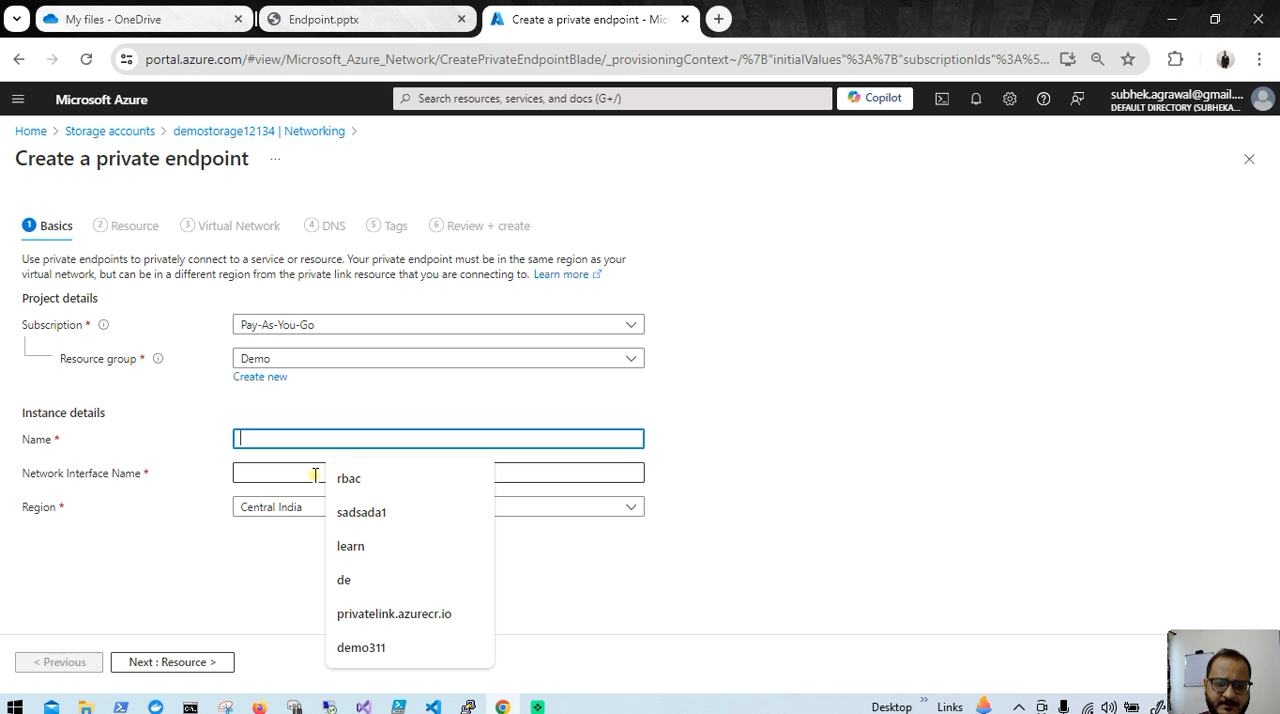 My files - OneDrive
Endpoint.pptx
Create a private endpoint - Mic
portal.azure.com/#view/Microsoft_Azure_Network/CreatePrivateEndpointBlade/_provisioningContext~/%7B"initialValues"%3A%7B"subscriptionIds"%3A%5...
Microsoft Azure
Search resources, services, and docs (G+/)
Copilot
subhek.agrawal@gmail....
DEFAULT DIRECTORY (SUBHEKA...
Home > Storage accounts > demostorage12134 | Networking >
Create a private endpoint ...
1 Basics
2 Resource
3 Virtual Network
4 DNS
5 Tags
6 Review + create
Use private endpoints to privately connect to a service or resource. Your private endpoint must be in the same region as your
virtual network, but can be in a different region from the private link resource that you are connecting to. Learn more
Project details
Subscription *
Pay-As-You-Go
Resource group *
Demo
Create new
Instance details
Name *
Network Interface Name *
Region *
Central India
rbac
sadsada1
learn
de
privatelink.azurecr.io
demo311
< Previous
Next : Resource >
Desktop
Links